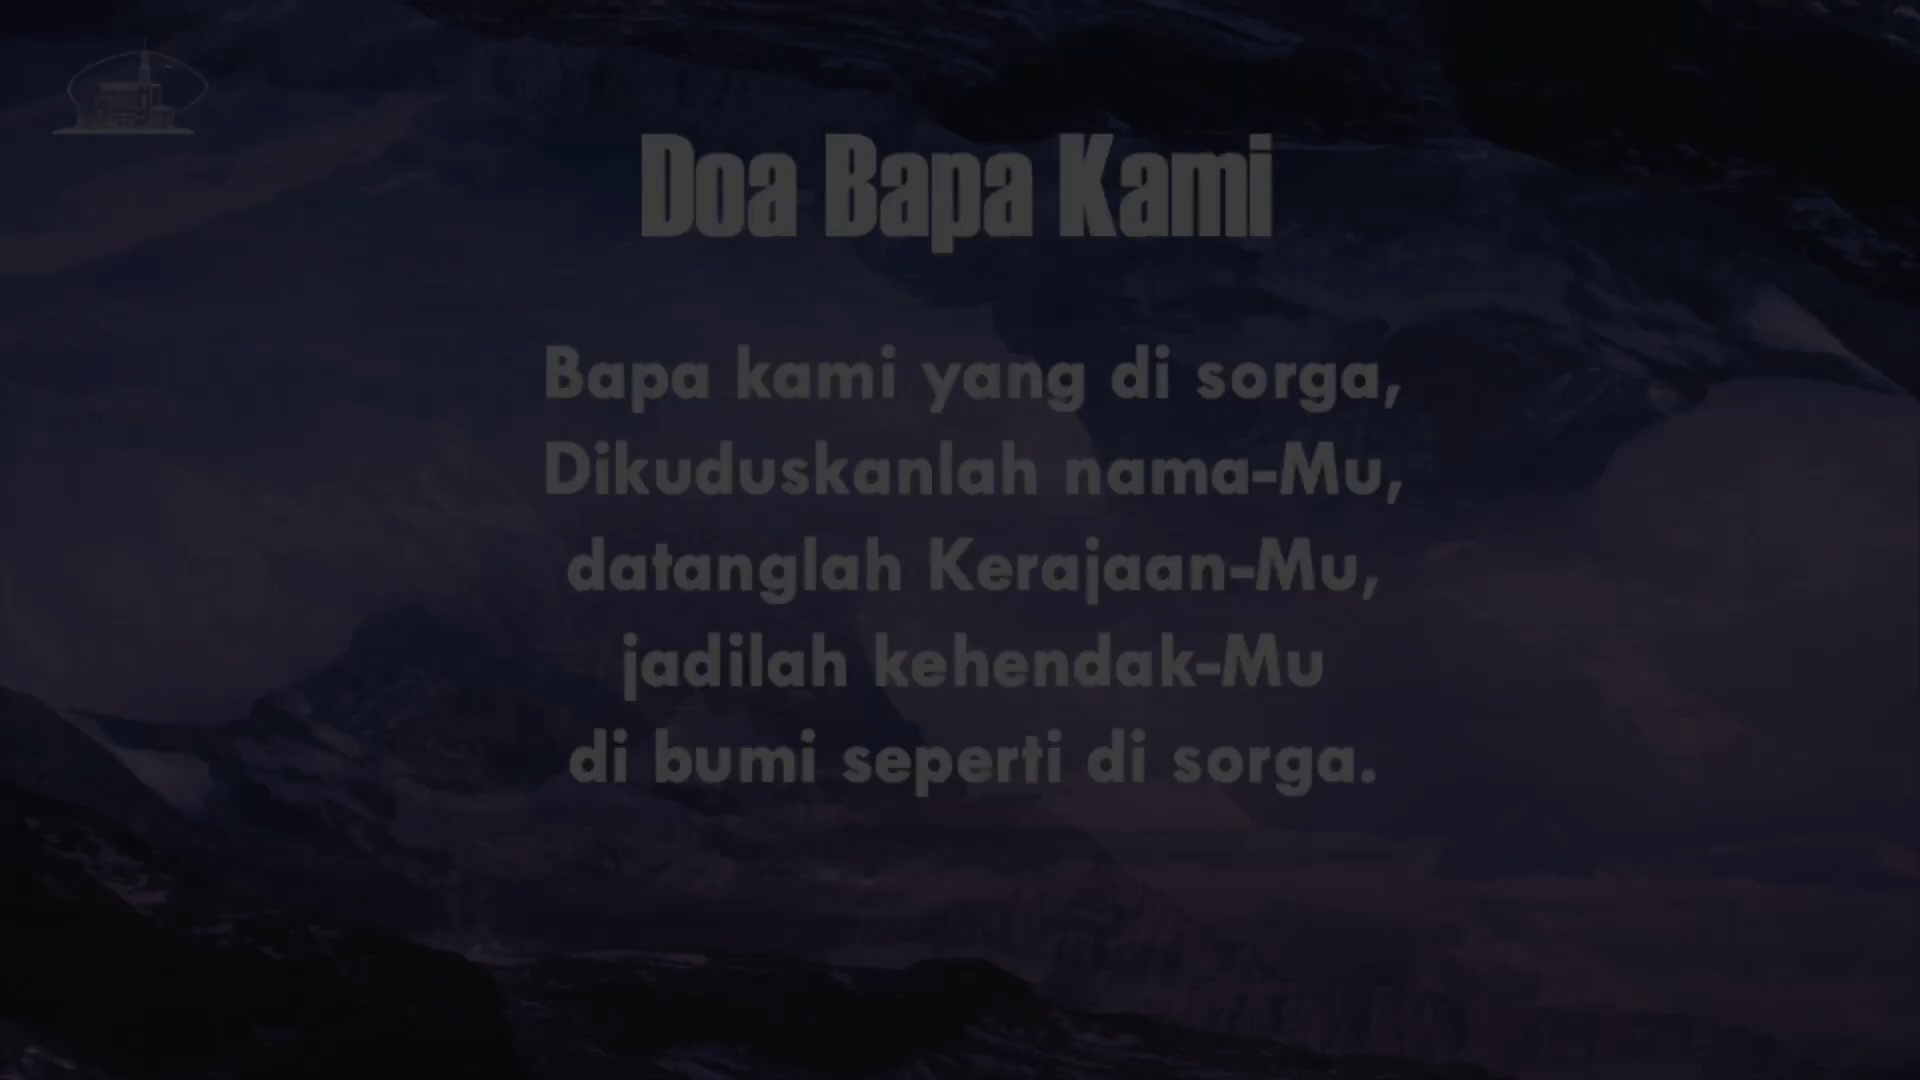 Doa Bapa Kami
Bapa kami yang di sorga,
Dikuduskanlah nama-Mu,
datanglah Kerajaan-Mu,
jadilah kehendak-Mu
di bumi seperti di sorga.